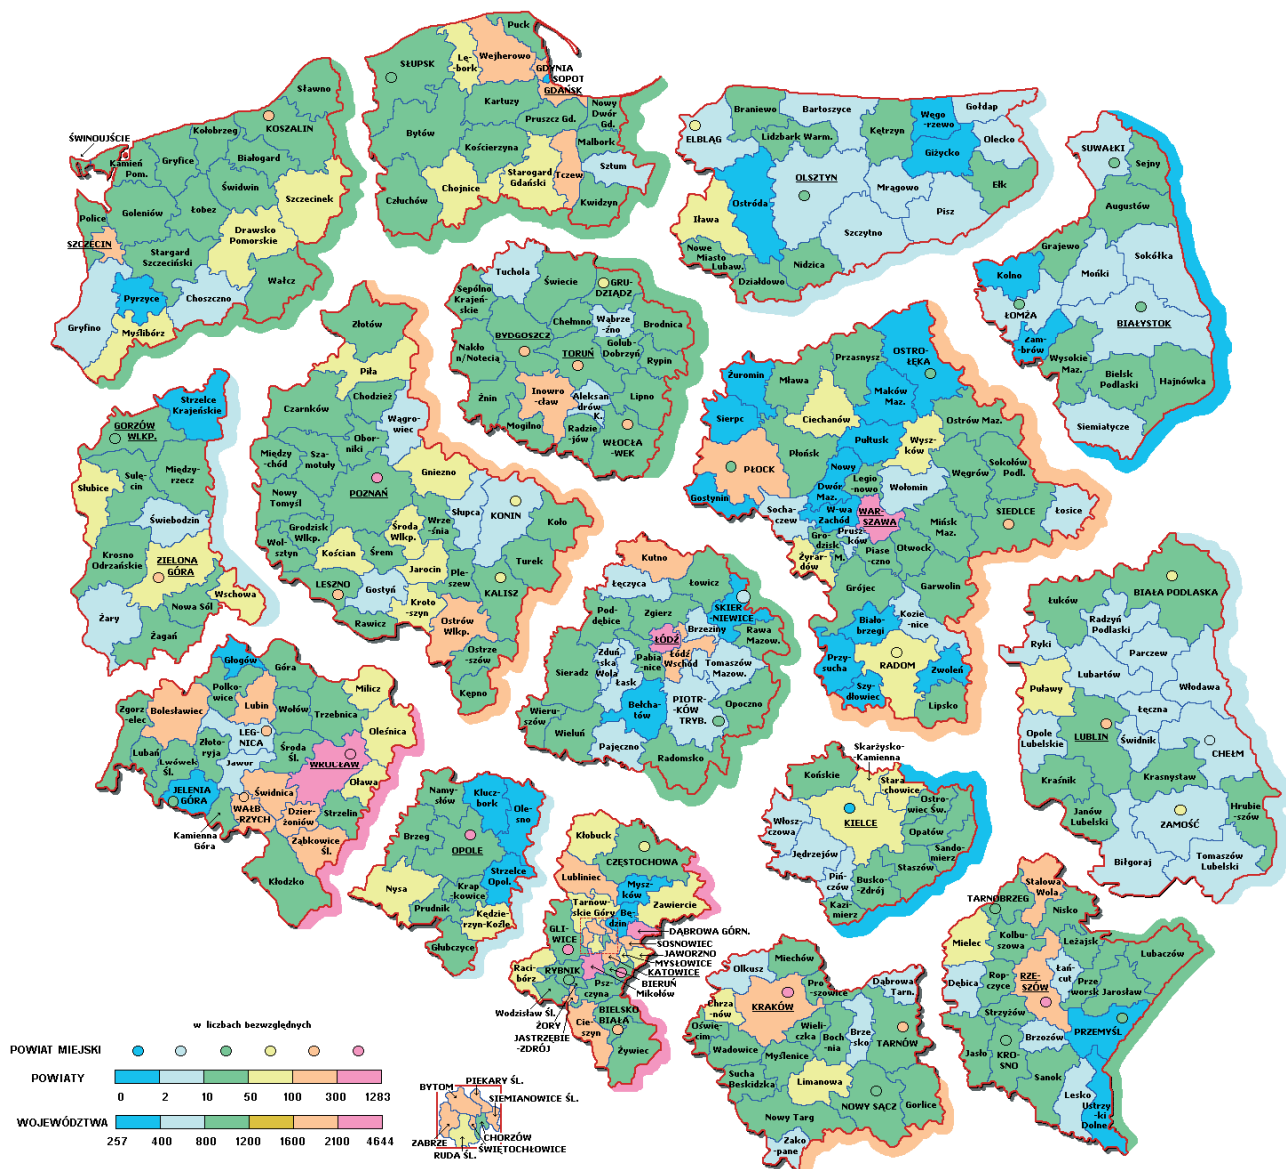 Puck
Lę-
bork
Wejherowo
SŁUPSK
GDYNIA
SOPOT
GDAŃSK
Kartuzy
Nowy
Dwór
Gd.
Pruszcz Gd.
Bytów
Kościerzyna
Malbork
Sztum
Starogard
Gdański
Tczew
Chojnice
Człuchów
Kwidzyn
Sławno
KOSZALIN
Kołobrzeg
ŚWINOUJŚCIE
Kamień
Pom.
Gryfice
Białogard
Świdwin
Szczecinek
Police
Goleniów
Łobez
SZCZECIN
Drawsko
Pomorskie
Stargard
Szczeciński
Wałcz
Pyrzyce
Choszczno
Gryfino
Myślibórz
Braniewo
Bartoszyce
Węgo-
rzewo
Gołdap
ELBLĄG
Lidzbark Warm.
Kętrzyn
Giżycko
Olecko
OLSZTYN
Mrągowo
Ełk
Ostróda
Pisz
Iława
Szczytno
Nowe
Miasto
Lubaw.
Nidzica
Działdowo
SUWAŁKI
Sejny
Augustów
Grajewo
Kolno
Mońki
Sokółka
ŁOMŻA
BIAŁYSTOK
Zam-
brów
Wysokie
Maz.
Bielsk
Podlaski
Hajnówka
Siemiatycze
Tuchola
Sępólno
Krajeń-
skie
Świecie
GRU-
DZIĄDZ
Chełmno
Wąbrze
-źno
Brodnica
BYDGOSZCZ
Golub-
Dobrzyń
Nakło
n/Notecią
TORUŃ
Rypin
Inowro
-cław
Aleksan-
drów
K.
Lipno
Żnin
Mogilno
Radzie-
jów
WŁOCŁA
-WEK
Złotów
Piła
Chodzież
Czarnków
Wągro-
wiec
Obor-
niki
Między
-chód
Sza-
motuły
Gniezno
POZNAŃ
Nowy
Tomyśl
Słupca
KONIN
Koło
Grodzisk
Wlkp.
Środa
Wlkp.
Wrze-
śnia
Wol-
sztyn
Kościan
Śrem
Turek
Jarocin
Ple-
szew
LESZNO
Gostyń
KALISZ
Kroto
-szyn
Rawicz
Ostrów
Wlkp.
Ostrze-
szów
Kępno
Strzelce
Krajeńskie
GORZÓW
WLKP.
Słubice
Sulę-
cin
Między-
rzecz
Świebodzin
Krosno
Odrzańskie
ZIELONA
GÓRA
Wschowa
Nowa Sól
Żary
Żagań
OSTRO-
ŁĘKA
Przasnysz
Żuromin
Mława
Maków
Maz.
Sierpc
Ciechanów
Ostrów Maz.
Pułtusk
Wysz-
ków
PŁOCK
Płońsk
Węgrów
Sokołów
Podl.
Nowy
Dwór
Maz.
Legio
-nowo
Wołomin
Gostynin
Socha-
czew
W-wa
Zachód
WAR-
SZAWA
SIEDLCE
Łosice
Mińsk
Maz.
Prusz-
ków
Gro-
dzisk
M.
Piase
-czno
Otwock
Żyrar-
dów
Grójec
Garwolin
Kozie
-nice
Biało-
brzegi
RADOM
Przy-
sucha
Zwoleń
Szy-
dłowiec
Lipsko
Kutno
Łęczyca
Łowicz
Pod-
dębice
Zgierz
SKIER
NIEWICE
Brzeziny
Rawa
Mazow.
ŁÓDŹ
Zduń
ska
Wola
Pabia
-nice
Łódź
Wschód
Sieradz
Tomaszów
Mazow.
Łask
Bełcha-
tów
PIOTR-
KÓW
TRYB.
Opoczno
Wieru-
szów
Wieluń
Pajęczno
Radomsko
BIAŁA PODLASKA
Łuków
Radzyń
Podlaski
Ryki
Parczew
Lubartów
Włodawa
Puławy
Łęczna
Opole
Lubelskie
LUBLIN
Świdnik
CHEŁM
Kraśnik
Krasnystaw
Janów
Lubelski
Hrubie-
szów
ZAMOŚĆ
Biłgoraj
Tomaszów
Lubelski
Głogów
Góra
Polko-
wice
Lubin
Milicz
Bolesławiec
Wołów
Trzebnica
Zgorz
-elec
LEG-
NICA
Oleśnica
Złoto-
ryja
Środa
Śl.
Lubań
Lwówek
Śl.
Jawor
WROCŁAW
Oława
JELENIA
GÓRA
Świdnica
WAŁB
-RZYCH
Dzier-
żoniów
Strzelin
Kamienna
Góra
Ząbkowice
Śl.
Kłodzko
Namy-
słów
Klucz-
bork
Ole-
sno
Brzeg
OPOLE
Strzelce
Opol.
Nysa
Krap
-kowice
Prudnik
Kędzie-
rzyn-Koźle
Głubczyce
Kłobuck
CZĘSTOCHOWA
Lubliniec
Mysz-
ków
Tarnow
skie Góry
Zawiercie
Bę-
dzin
GLI-
WICE
DĄBROWA GÓRN.
SOSNOWIEC
JAWORZNO
MYSŁOWICE
KATOWICE
BIERUŃ
Mikołów
Raci-
bórz
RYBNIK
Psz-
czyna
Wodzisław Śl.
ŻORY
JASTRZĘBIE
-ZDRÓJ
BIELSKO
BIAŁA
Cie-
szyn
Żywiec
Skarżysko-
Kamienna
Końskie
Stara
chowice
Ostro-
wiec Św.
KIELCE
Włosz-
czowa
Opatów
Jędrzejów
Sando-
mierz
Staszów
Piń-
czów
Busko-
Zdrój
Kazi-
mierz
Miechów
Olkusz
Pro-
szowice
Dąbrowa
Tarn.
Chrza-
nów
KRAKÓW
Oświę-
cim
Wieli-
czka
Boch-
nia
Brze-
sko
TARNÓW
Wadowice
Myślenice
Sucha
Beskidzka
Limanowa
NOWY SĄCZ
Gorlice
Nowy Targ
Zako-
pane
Stalowa
Wola
TARNOBRZEG
Nisko
Mielec
Kolbu-
szowa
Leżajsk
Lubaczów
Dębica
Rop-
czyce
RZE-
SZÓW
Łań-
cut
Prze
worsk
Jarosław
Strzyżów
PRZEMYŚL
Jasło
KRO-
SNO
Brzozów
Sanok
Lesko
Ustrzy-
ki
Dolne
BYTOM
PIEKARY ŚL.
SIEMIANOWICE ŚL.
CHORZÓW
ŚWIĘTOCHŁOWICE
ZABRZE
RUDA ŚL.
w liczbach bezwzględnych
POWIAT MIEJSKI
POWIATY
0 2 10 50 100 300 1283
WOJEWÓDZTWA
257 400 800 1200 1600 2100 4644